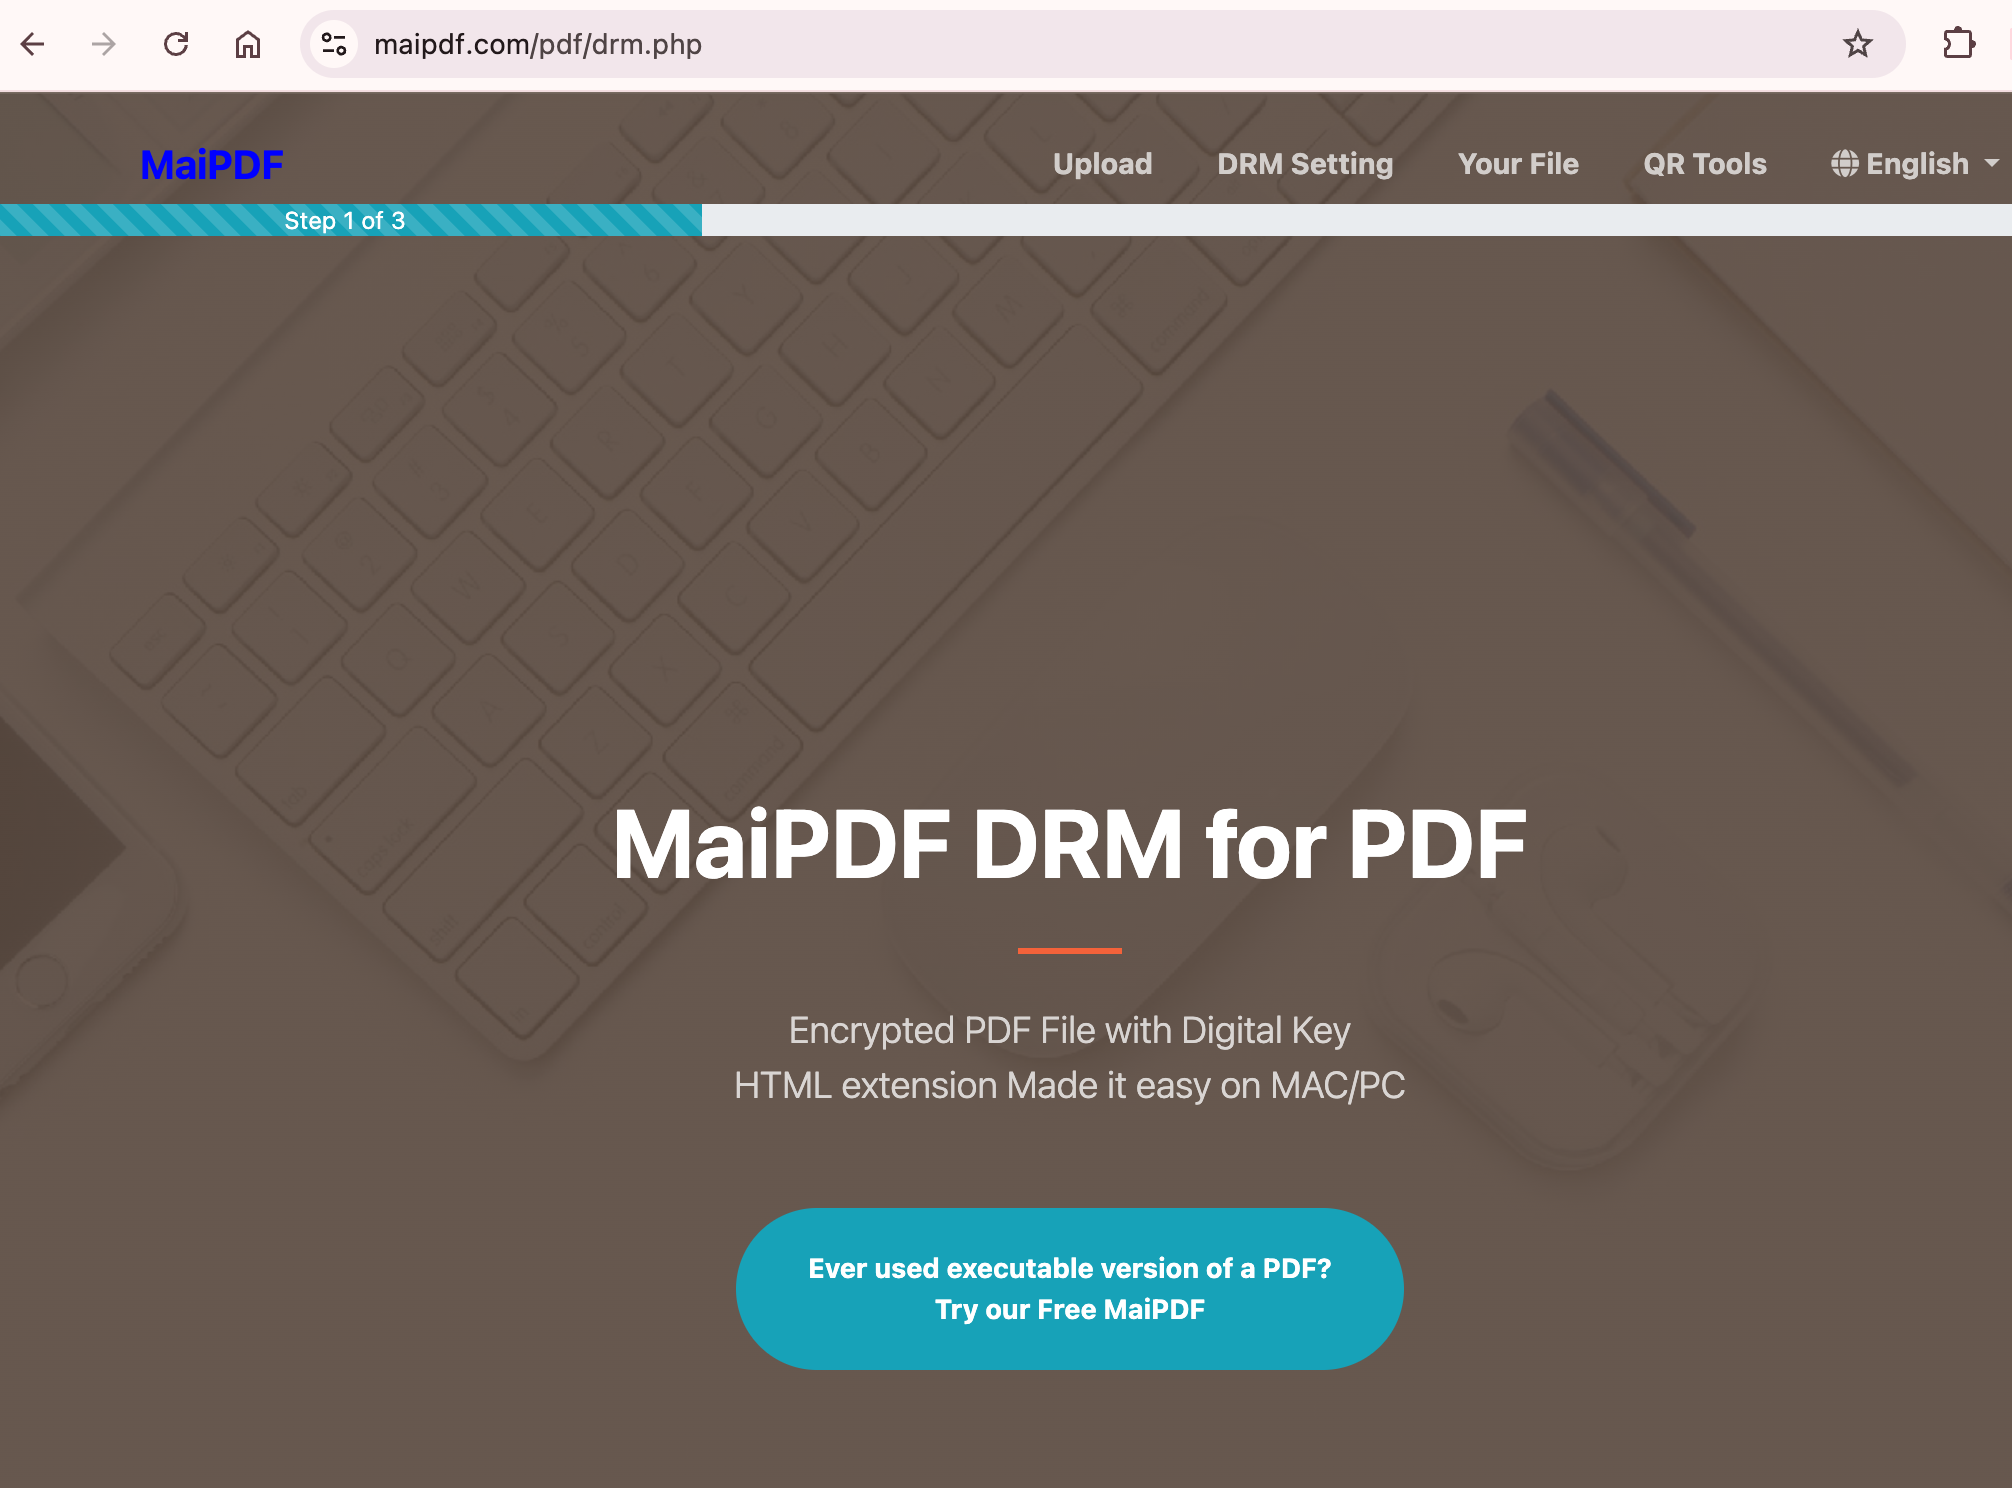 maipdf.com/pdf/drm.php
MaiPDF
Upload
DRM Setting
Your File
QR Tools
English
Step 1 of 3
MaiPDF DRM for PDF
Encrypted PDF File with Digital Key
HTML extension Made it easy on MAC/PC
Ever used executable version of a PDF?
Try our Free MaiPDF